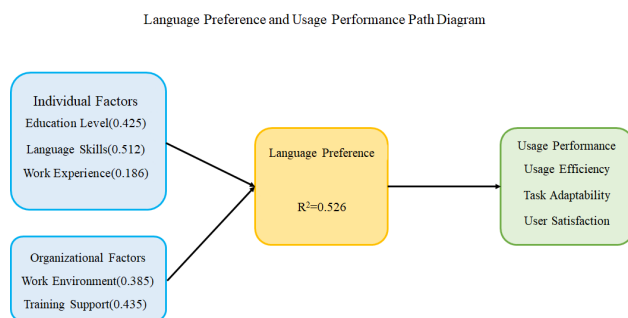 Language Preference and Usage Performance Path Diagram
Individual Factors
Education Level(0.425)
Language Skills(0.512)
Work Experience(0.186)
Organizational Factors
Work Environment(0.385)
Training Support(0.435)
Language Preference
R²=0.526
Usage Performance
Usage Efficiency
Task Adaptability
User Satisfaction